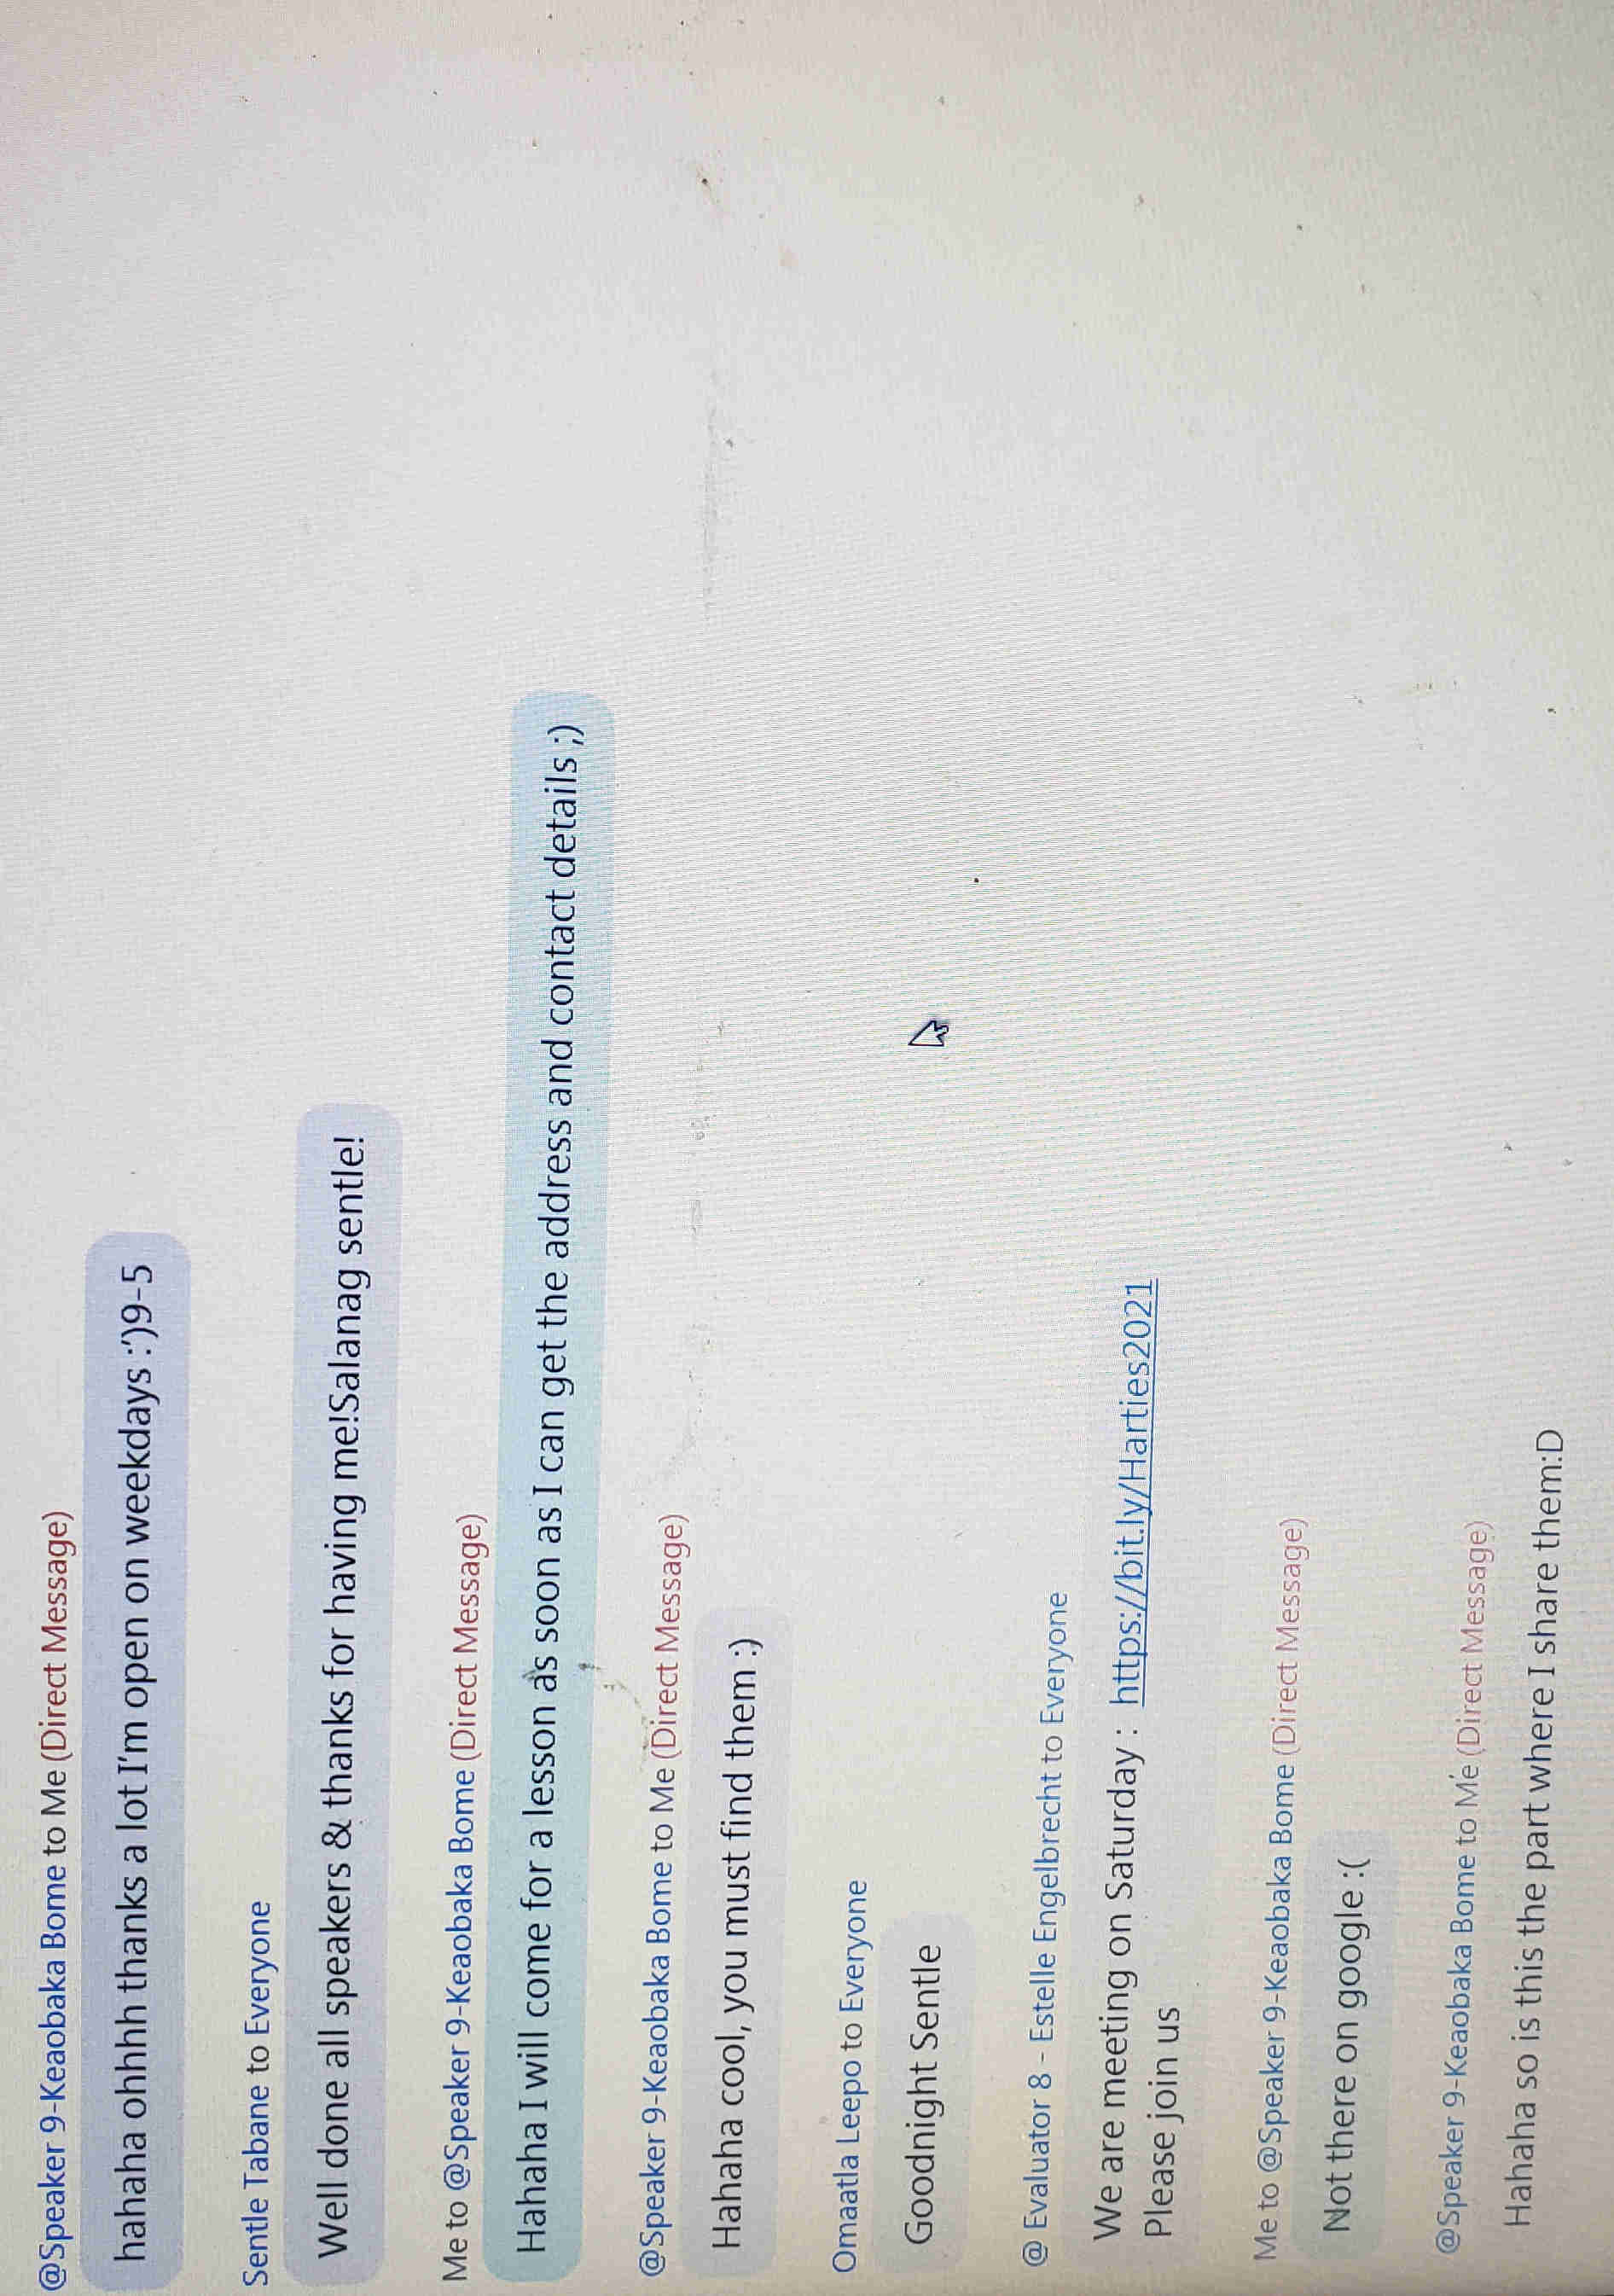 @Speaker 9-Keaobaka Bome to Me (Direct Message)
hahaha ohhhh thanks a lot I'm open on weekdays :')9-5
Sentle Tabane to Everyone
Well done all speakers & thanks for having me!Salanag sentle!
Me to @Speaker 9-Keaobaka Bome (Direct Message)
Hahaha I will come for a lesson as soon as I can get the address and contact details ;)
@Speaker 9-Keaobaka Bome to Me (Direct Message)
Hahaha cool, you must find them :)
Omaatla Leepo to Everyone
Goodnight Sentle
@ Evaluator 8 - Estelle Engelbrecht to Everyone
We are meeting on Saturday : https://bit.ly/Harties2021
Please join us
Me to @Speaker 9-Keaobaka Bome (Direct Message)
Not there on google :(
@Speaker 9-Keaobaka Bome to Me (Direct Message)
Hahaha so is this the part where I share them:D